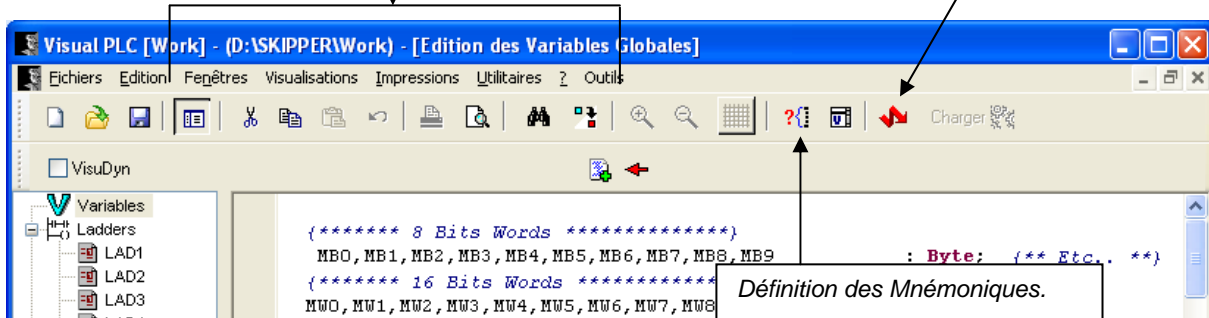 Visual PLC [Work] - (D:\SKIPPER\Work) - [Edition des Variables Globales]
Fichiers Edition Fenêtres Visualisations Impressions Utilitaires ? Outils
Charger
VisuDyn
Variables
Ladders
LAD1
LAD2
LAD3
{******* 8 Bits Words **************}
MB0,MB1,MB2,MB3,MB4,MB5,MB6,MB7,MB8,MB9 : Byte; {** Etc.. **}
{******* 16 Bits Words ************
MW0,MW1,MW2,MW3,MW4,MW5,MW6,MW7,MW8
Définition des Mnémoniques.